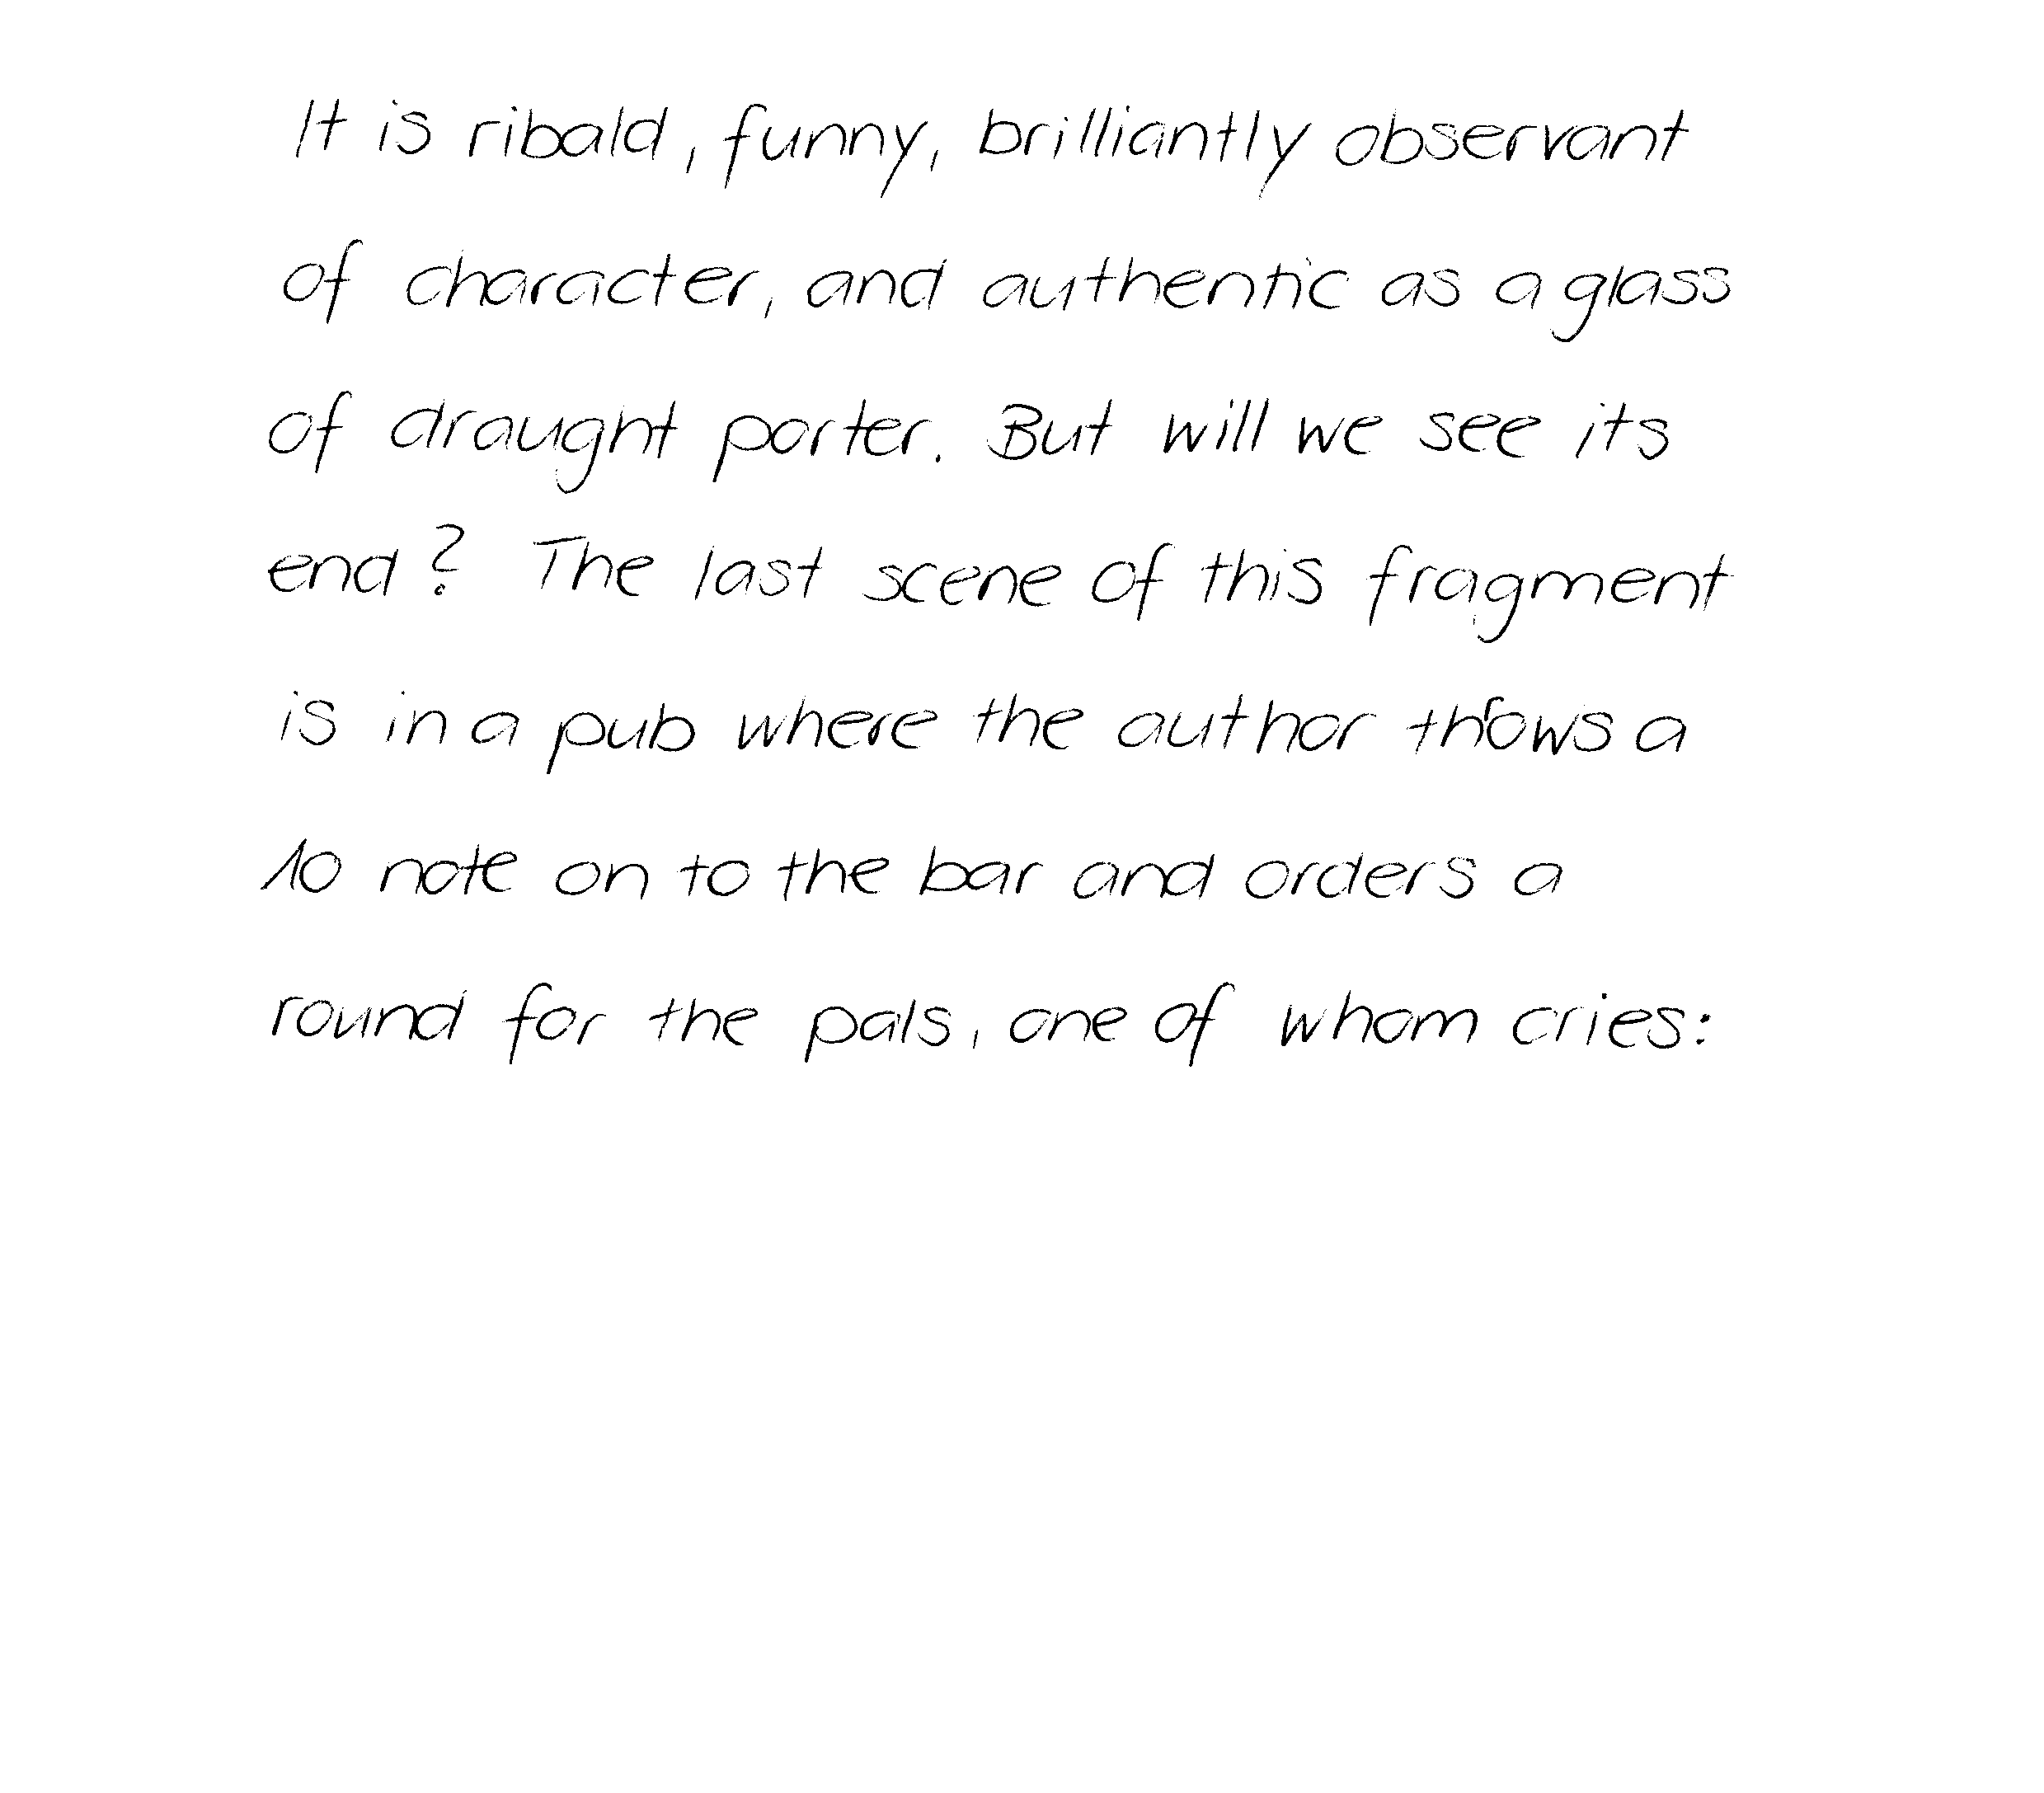 It is ribald, funny, brilliantly observant
of character, and authentic as a glass
of draught porter. But will we see its
end? The last scene of this fragment
is in a pub where the author throws a
10 note on to the bar and orders a
round for the pals, one of whom cries: